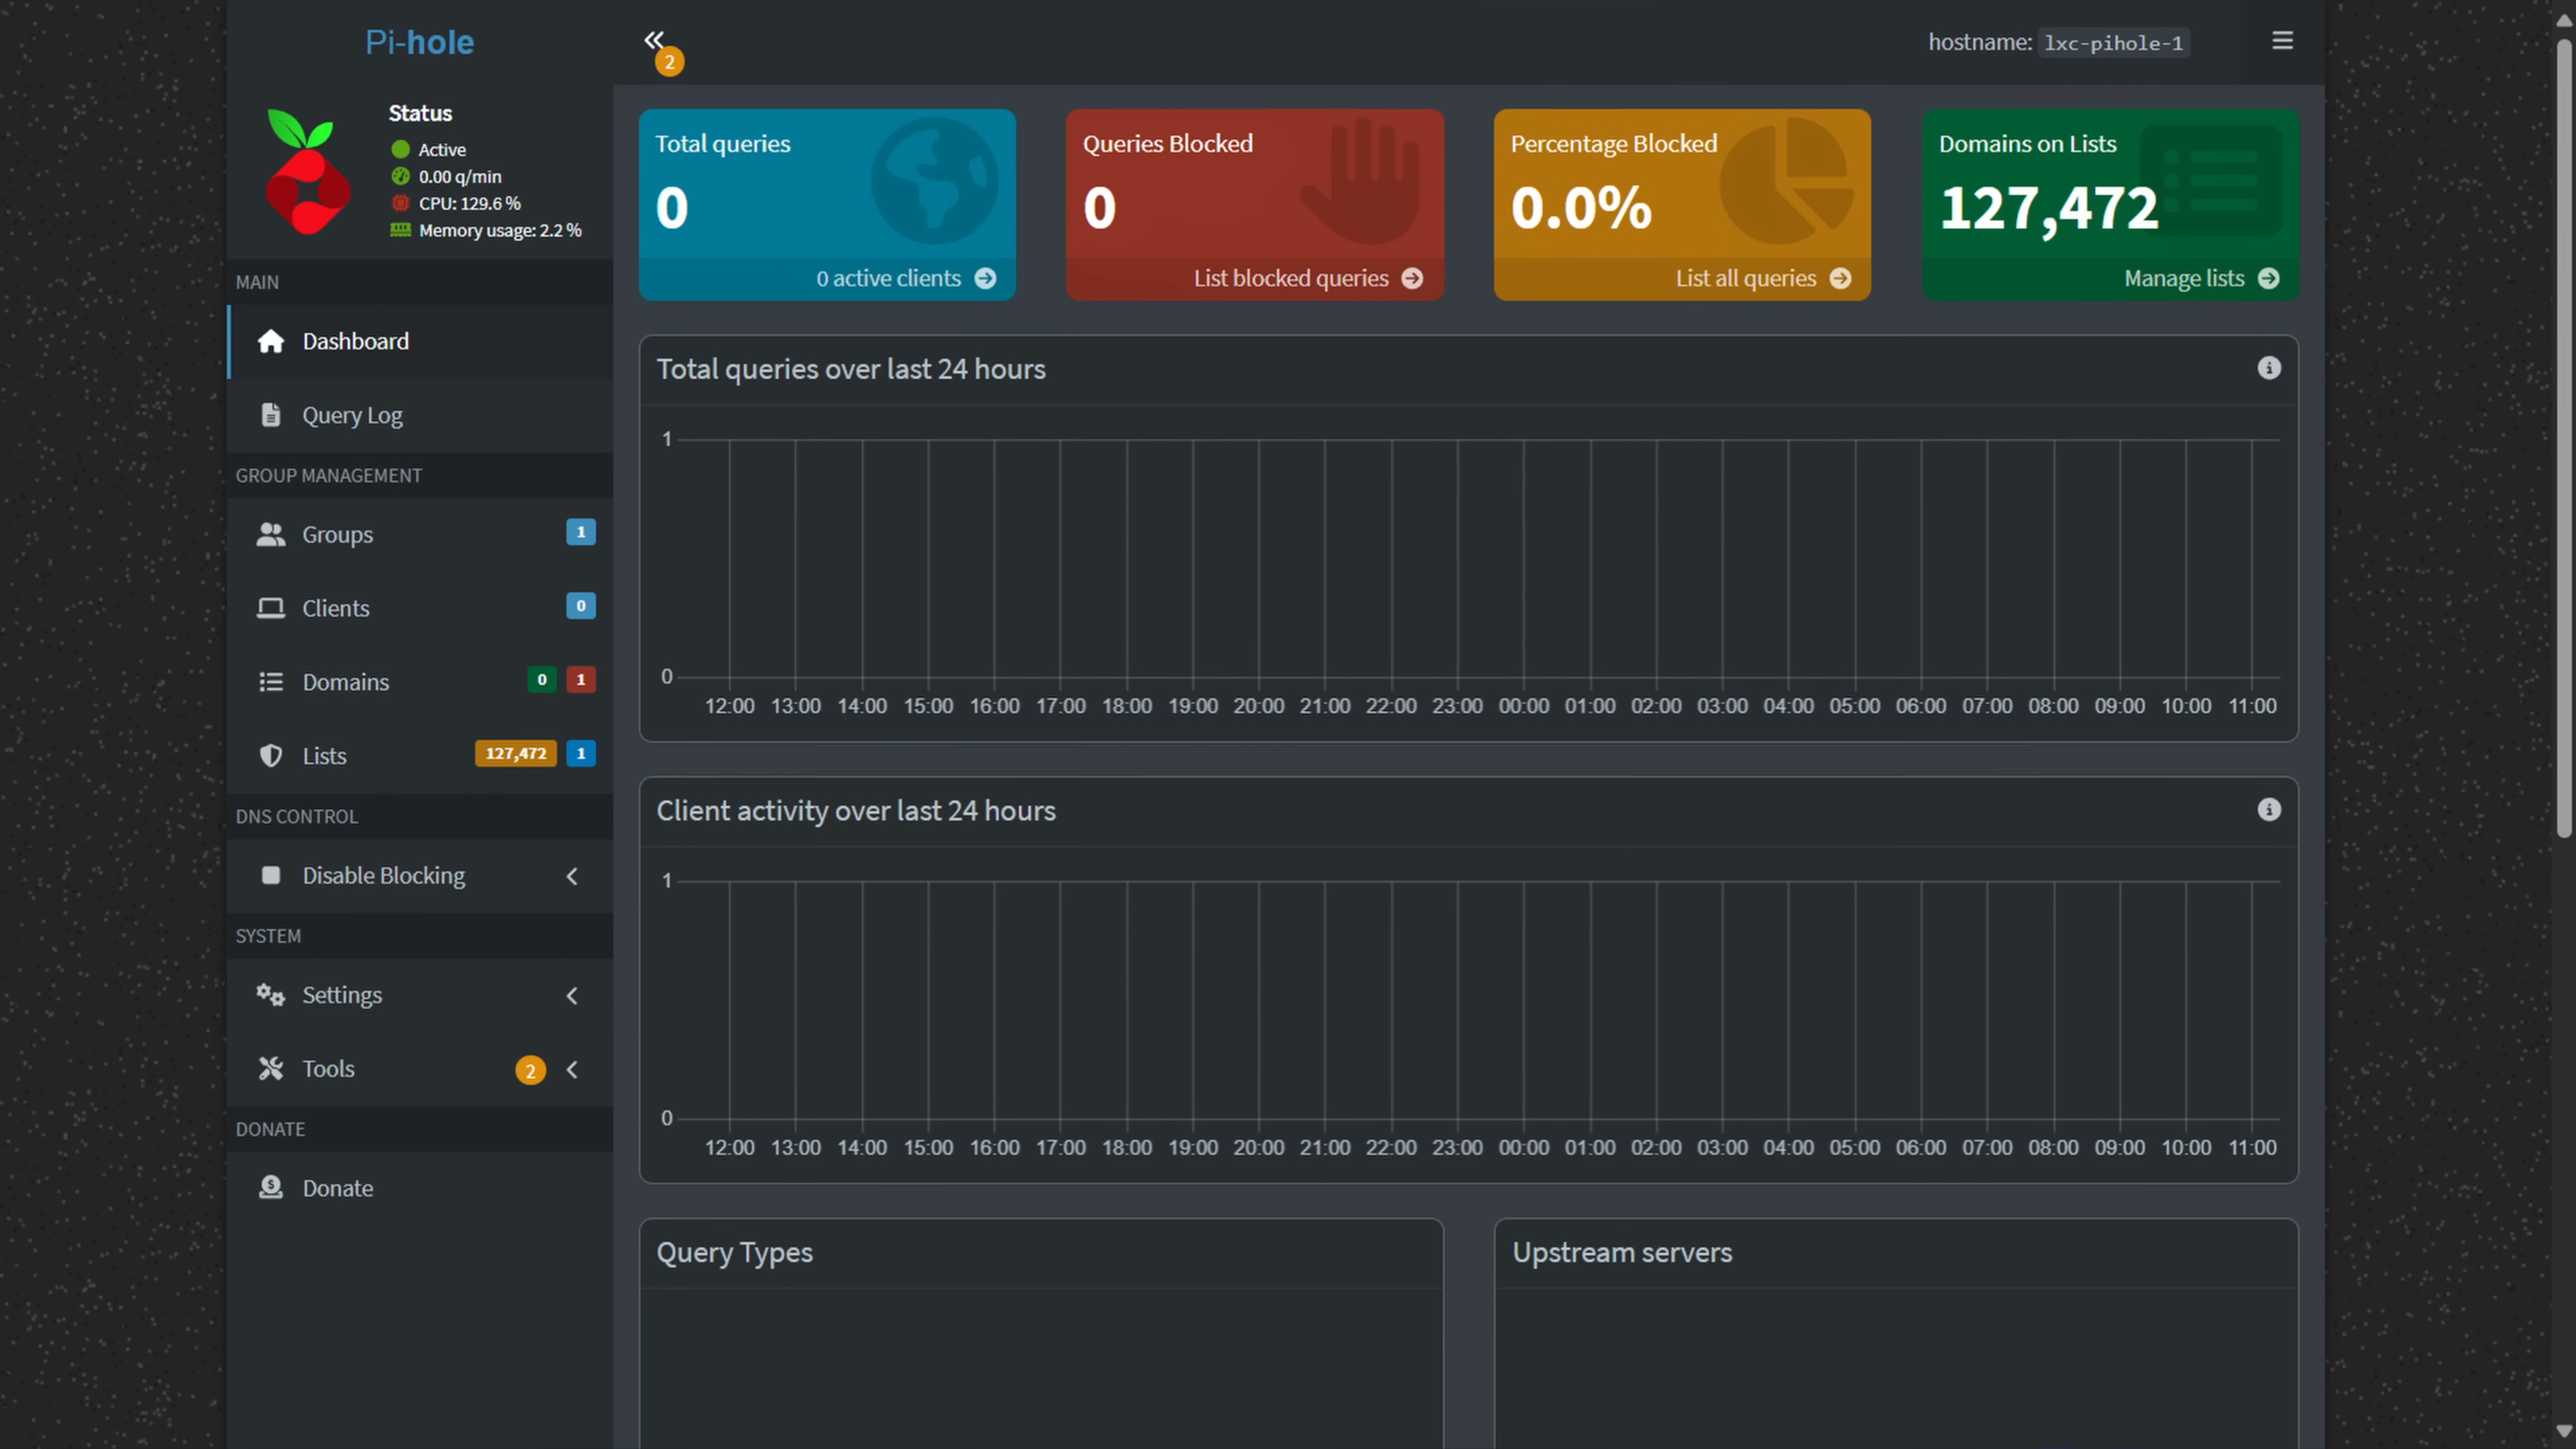 Pi-hole
2
hostname: lxc-pihole-1
Status
Active
0.00 q/min
CPU: 129.6 %
Memory usage: 2.2 %
MAIN
Dashboard
Query Log
GROUP MANAGEMENT
Groups 1
Clients 0
Domains 0 1
Lists 127,472 1
DNS CONTROL
Disable Blocking
SYSTEM
Settings
Tools 2
DONATE
Donate
Total queries
0
0 active clients
Queries Blocked
0
List blocked queries
Percentage Blocked
0.0%
List all queries
Domains on Lists
127,472
Manage lists
Total queries over last 24 hours
1
0
12:00 13:00 14:00 15:00 16:00 17:00 18:00 19:00 20:00 21:00 22:00 23:00 00:00 01:00 02:00 03:00 04:00 05:00 06:00 07:00 08:00 09:00 10:00 11:00
Client activity over last 24 hours
1
0
12:00 13:00 14:00 15:00 16:00 17:00 18:00 19:00 20:00 21:00 22:00 23:00 00:00 01:00 02:00 03:00 04:00 05:00 06:00 07:00 08:00 09:00 10:00 11:00
Query Types
Upstream servers